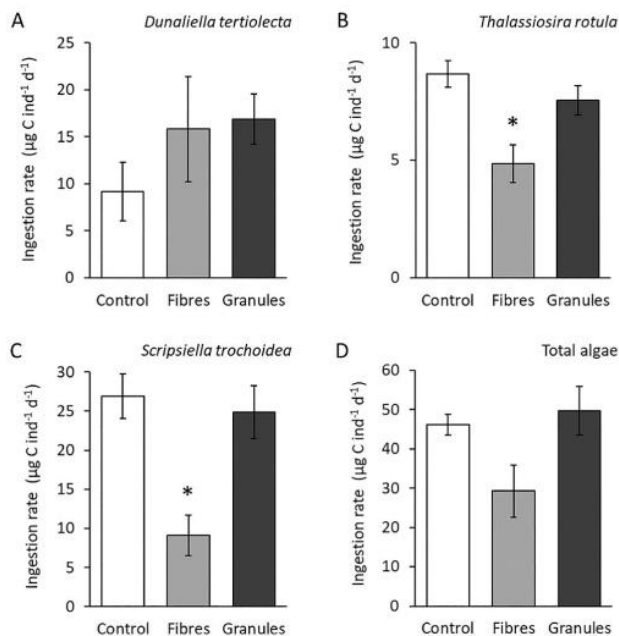 A
Dunaliella tertiolecta
Ingestion rate (µg C ind⁻¹ d⁻¹)
25
20
15
10
5
0
Control Fibres Granules
B
Thalassiosira rotula
Ingestion rate (µg C ind⁻¹ d⁻¹)
10
5
0
*
Control Fibres Granules
C
Scripsiella trochoidea
Ingestion rate (µg C ind⁻¹ d⁻¹)
30
25
20
15
10
5
0
*
Control Fibres Granules
D
Total algae
Ingestion rate (µg C ind⁻¹ d⁻¹)
60
50
40
30
20
10
0
Control Fibres Granules